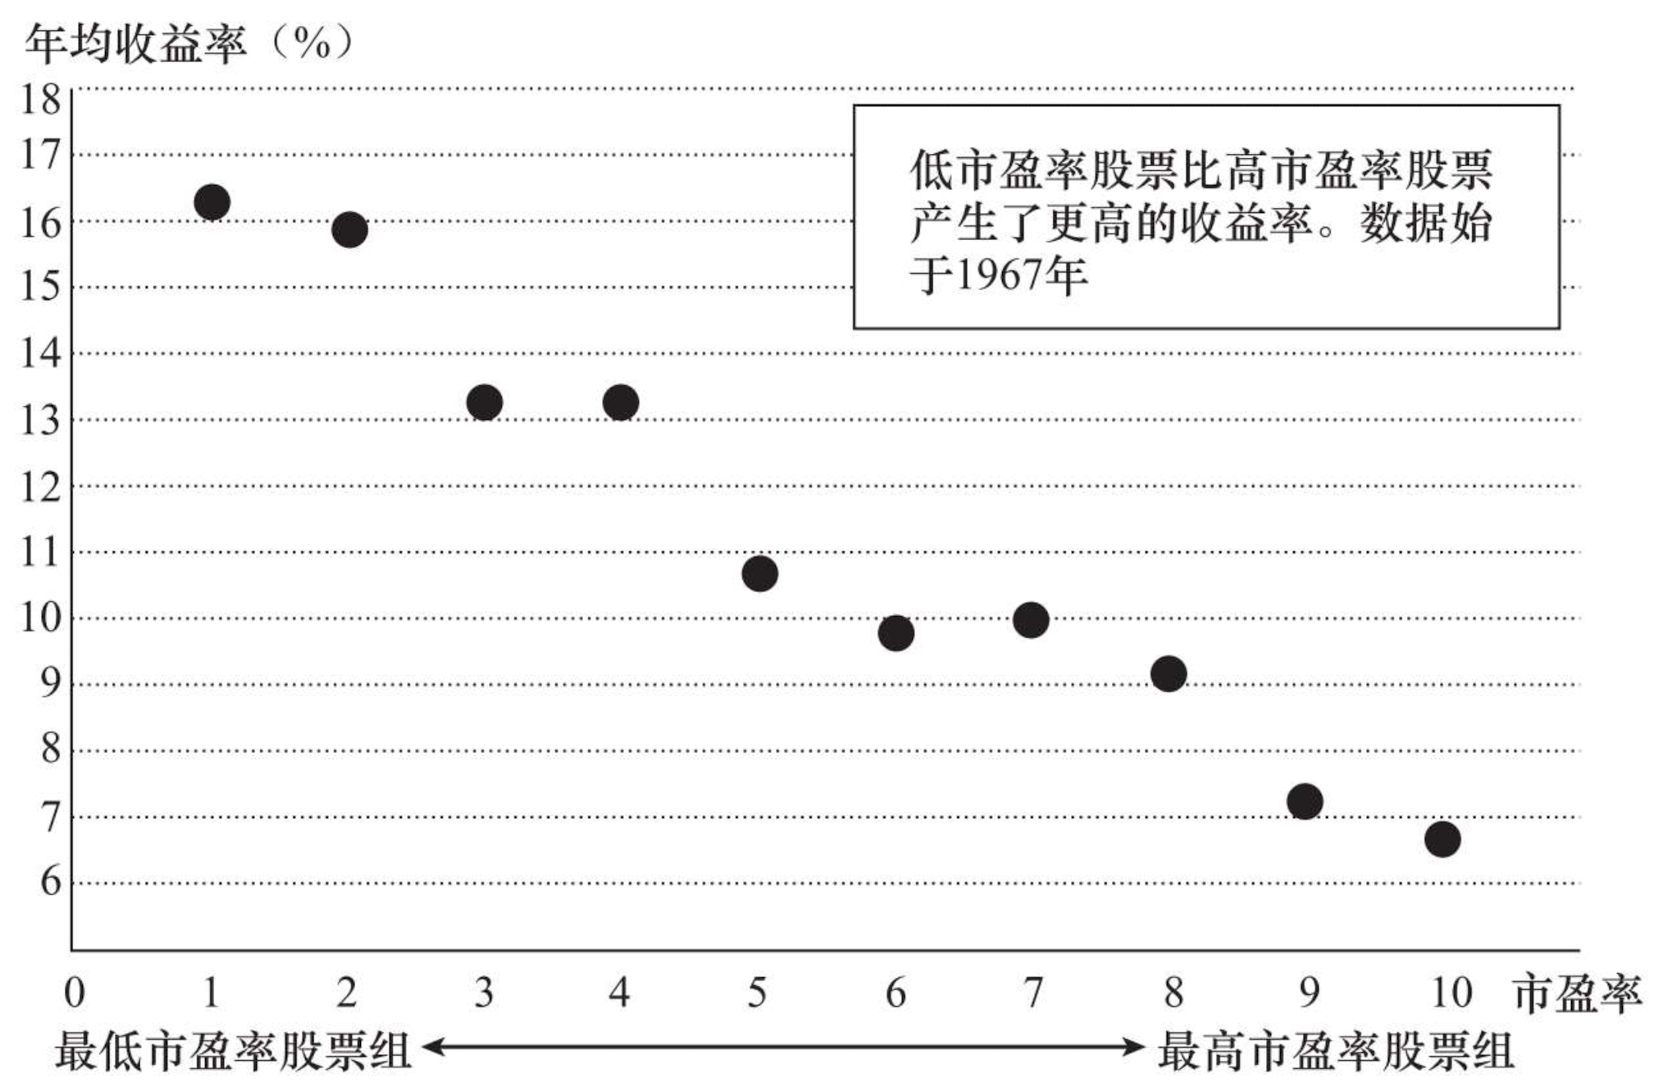 年均收益率（%）
18
17
16
15
14
13
12
11
10
9
8
7
6
低市盈率股票比高市盈率股票
产生了更高的收益率。数据始
于1967年
0 1 2 3 4 5 6 7 8 9 10 市盈率
最低市盈率股票组 最高市盈率股票组